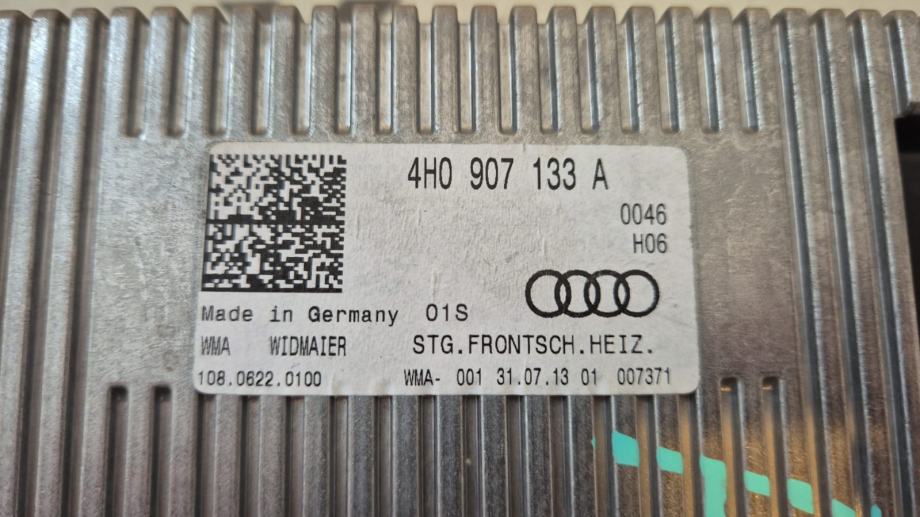 4H0 907 133 A
0046
H06
Made in Germany 01S
WMA WIDMAIER STG.FRONTSCH.HEIZ.
108.0622.0100 WMA- 001 31.07.13 01 007371